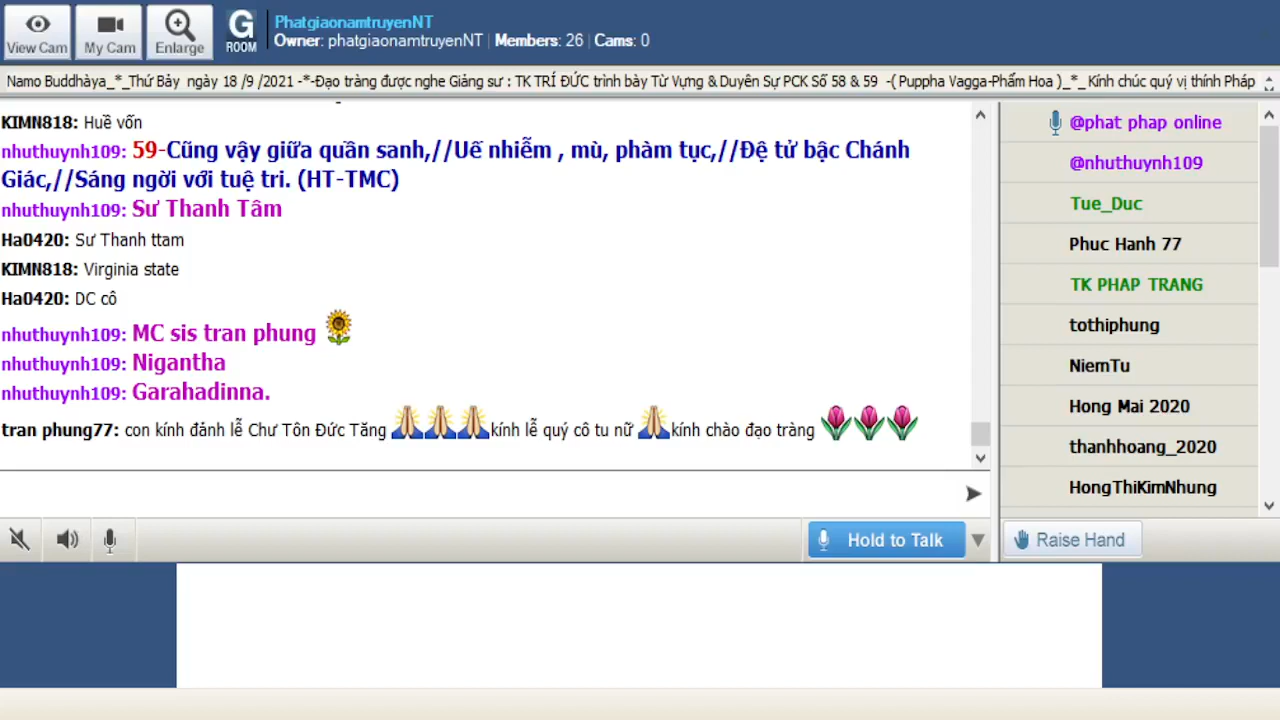 View Cam
My Cam
Enlarge
G
ROOM
PhatgiaonamtruyenNT
Owner: phatgiaonamtruyenNT | Members: 26 | Cams: 0
Namo Buddhàya_*_Thứ Bảy ngày 18 /9 /2021 -*-Đạo tràng được nghe Giảng sư : TK TRÍ ĐỨC trình bày Từ Vựng & Duyên Sự PCK Số 58 & 59 -( Puppha Vagga-Phẩm Hoa )_*_ Kính chúc quý vị thính Pháp
KIMN818: Huề vốn
nhuthuynh109: 59-Cũng vậy giữa quần sanh,//Uế nhiễm , mù, phàm tục,//Đệ tử bậc Chánh
Giác,//Sáng ngời với tuệ tri. (HT-TMC)
nhuthuynh109: Sư Thanh Tâm
Ha0420: Sư Thanh ttam
KIMN818: Virginia state
Ha0420: DC cô
nhuthuynh109: MC sis tran phung
nhuthuynh109: Nigantha
nhuthuynh109: Garahadinna.
tran phung77: con kính đảnh lễ Chư Tôn Đức Tăng kính lễ quý cô tu nữ kính chào đạo tràng
@phat phap online
@nhuthuynh109
Tue_Duc
Phuc Hanh 77
TK PHAP TRANG
tothiphung
NiemTu
Hong Mai 2020
thanhhoang_2020
HongThiKimNhung
Hold to Talk
Raise Hand